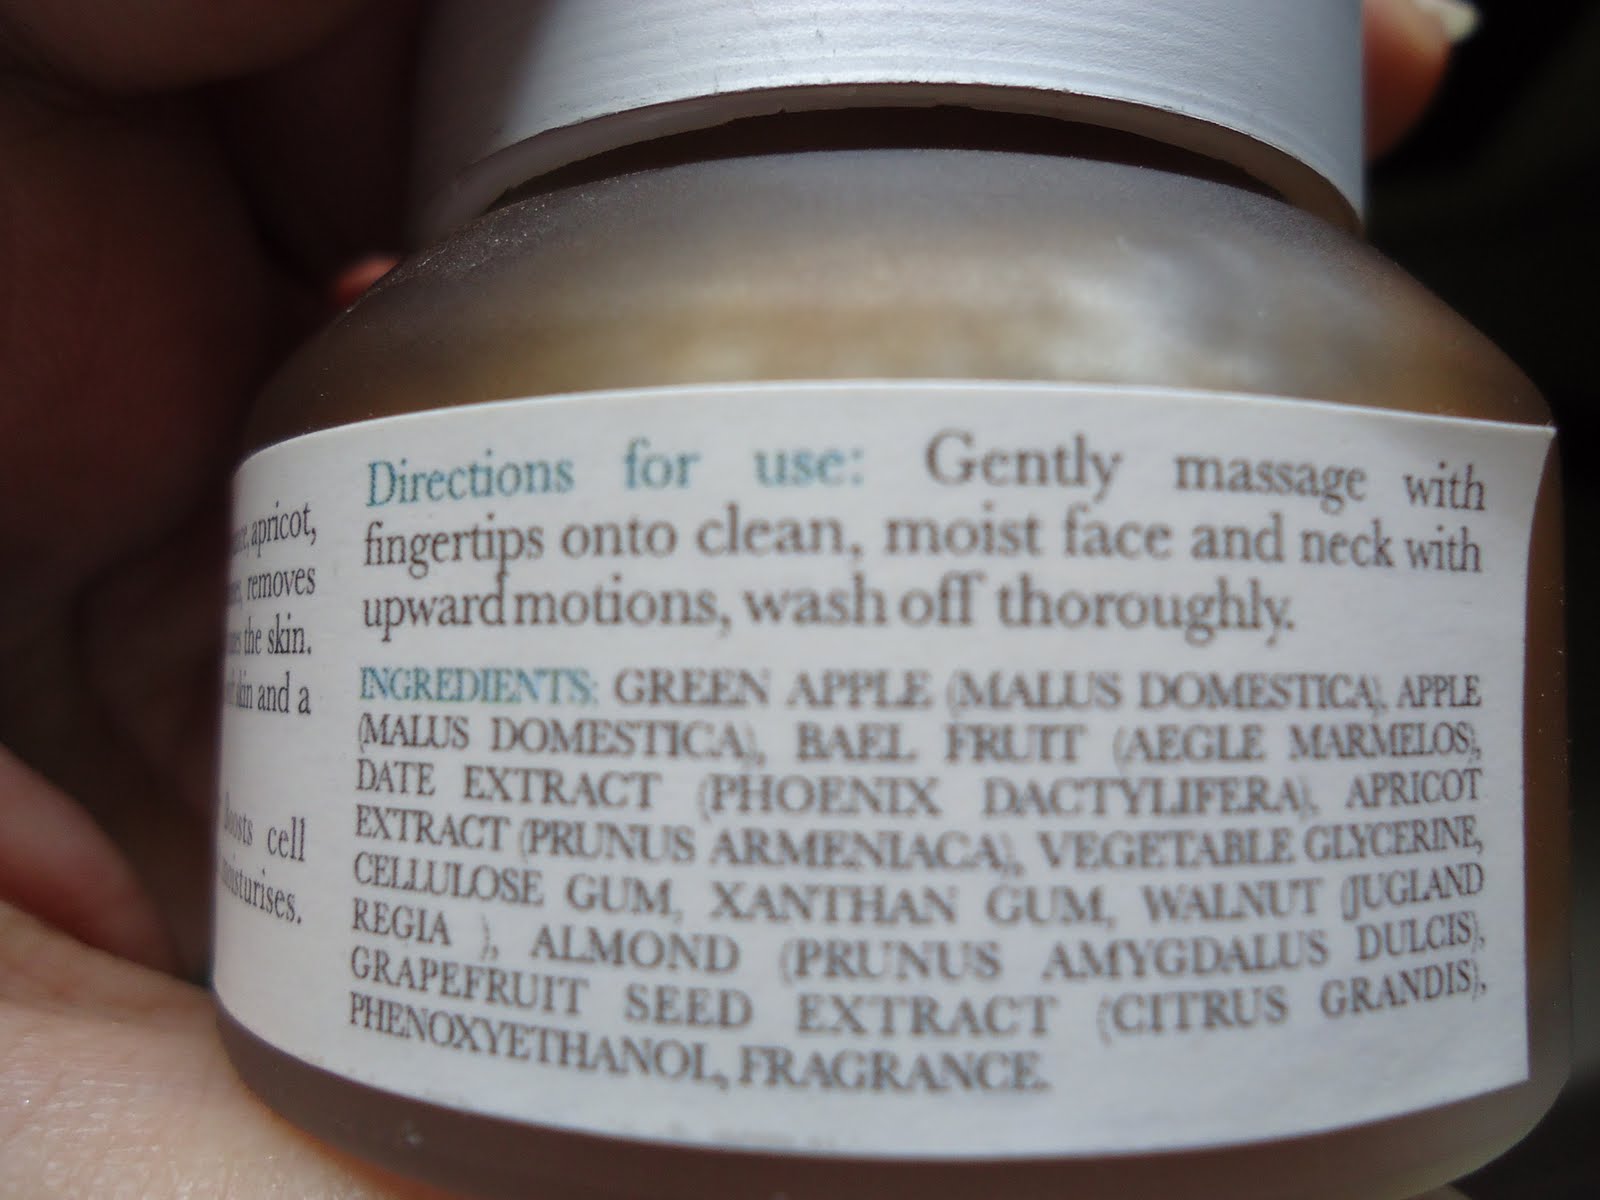 apricot,
removes
the skin.
skin and a
cell
Directions for use: Gently massage with
fingertips onto clean, moist face and neck with
upward motions, wash off thoroughly.
INGREDIENTS: GREEN APPLE (MALUS DOMESTICA), APPLE
(MALUS DOMESTICA), BAEL FRUIT (AEGLE MARMELOS),
DATE EXTRACT (PHOENIX DACTYLIFERA), APRICOT
EXTRACT (PRUNUS ARMENIACA), VEGETABLE GLYCERINE,
CELLULOSE GUM, XANTHAN GUM, WALNUT (JUGLAND
REGIA ), ALMOND (PRUNUS AMYGDALUS DULCIS),
GRAPEFRUIT SEED EXTRACT (CITRUS GRANDIS),
PHENOXYETHANOL, FRAGRANCE.